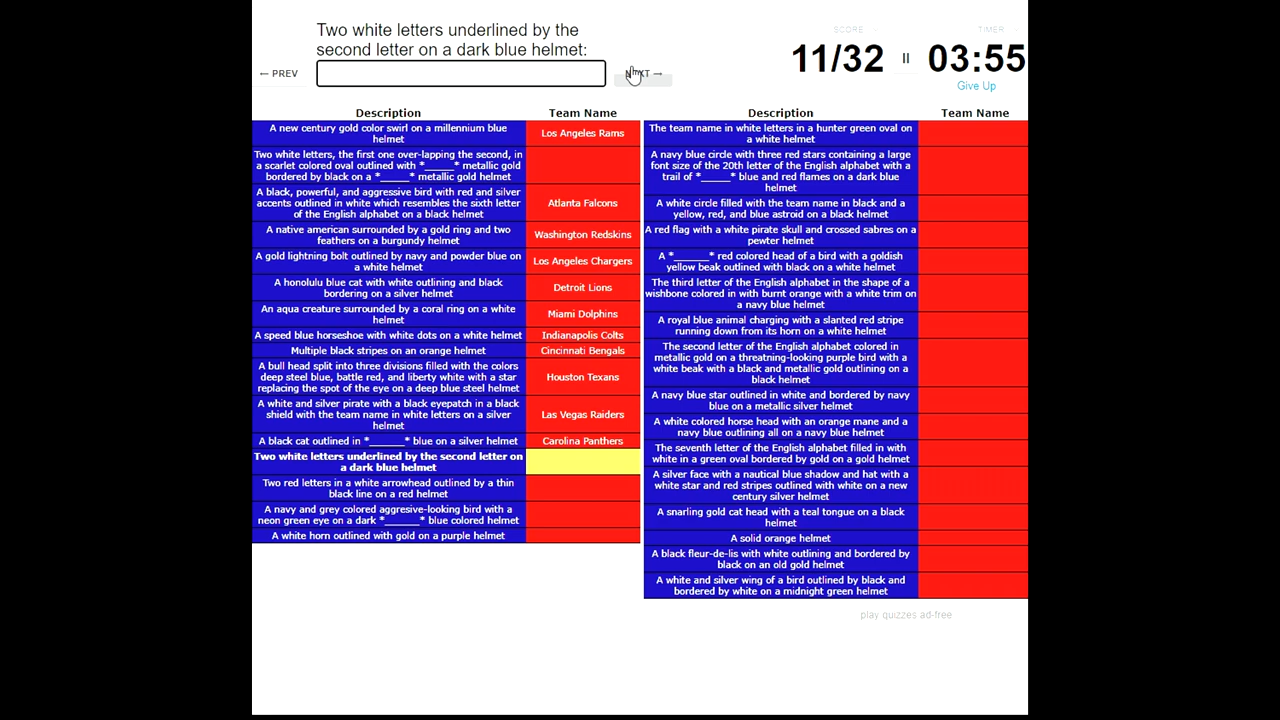 Two white letters underlined by the
second letter on a dark blue helmet:
← PREV
SCORE
11/32
TIMER
03:55
Give Up
Description
Team Name
A new century gold color swirl on a millennium blue
helmet
Los Angeles Rams
Two white letters, the first one over-lapping the second, in
a scarlet colored oval outlined with *______* metallic gold
bordered by black on a *______* metallic gold helmet
A black, powerful, and aggressive bird with red and silver
accents outlined in white which resembles the sixth letter
of the English alphabet on a black helmet
Atlanta Falcons
A native american surrounded by a gold ring and two
feathers on a burgundy helmet
Washington Redskins
A gold lightning bolt outlined by navy and powder blue on
a white helmet
Los Angeles Chargers
A honolulu blue cat with white outlining and black
bordering on a silver helmet
Detroit Lions
An aqua creature surrounded by a coral ring on a white
helmet
Miami Dolphins
A speed blue horseshoe with white dots on a white helmet
Indianapolis Colts
Multiple black stripes on an orange helmet
Cincinnati Bengals
A bull head split into three divisions filled with the colors
deep steel blue, battle red, and liberty white with a star
replacing the spot of the eye on a deep blue steel helmet
Houston Texans
A white and silver pirate with a black eyepatch in a black
shield with the team name in white letters on a silver
helmet
Las Vegas Raiders
A black cat outlined in *_______* blue on a silver helmet
Carolina Panthers
Two white letters underlined by the second letter on
a dark blue helmet
Two red letters in a white arrowhead outlined by a thin
black line on a red helmet
A navy and grey colored aggresive-looking bird with a
neon green eye on a dark *_______* blue colored helmet
A white horn outlined with gold on a purple helmet
Description
Team Name
The team name in white letters in a hunter green oval on
a white helmet
A navy blue circle with three red stars containing a large
font size of the 20th letter of the English alphabet with a
trail of *______* blue and red flames on a dark blue
helmet
A white circle filled with the team name in black and a
yellow, red, and blue astroid on a black helmet
A red flag with a white pirate skull and crossed sabres on a
pewter helmet
A *_______* red colored head of a bird with a goldish
yellow beak outlined with black on a white helmet
The third letter of the English alphabet in the shape of a
wishbone colored in with burnt orange with a white trim on
a navy blue helmet
A royal blue animal charging with a slanted red stripe
running down from its horn on a white helmet
The second letter of the English alphabet colored in
metallic gold on a threatning-looking purple bird with a
white beak with a black and metallic gold outlining on a
black helmet
A navy blue star outlined in white and bordered by navy
blue on a metallic silver helmet
A white colored horse head with an orange mane and a
navy blue outlining all on a navy blue helmet
The seventh letter of the English alphabet filled in with
white in a green oval bordered by gold on a gold helmet
A silver face with a nautical blue shadow and hat with a
white star and red stripes outlined with white on a new
century silver helmet
A snarling gold cat head with a teal tongue on a black
helmet
A solid orange helmet
A black fleur-de-lis with white outlining and bordered by
black on an old gold helmet
A white and silver wing of a bird outlined by black and
bordered by white on a midnight green helmet
play quizzes ad-free